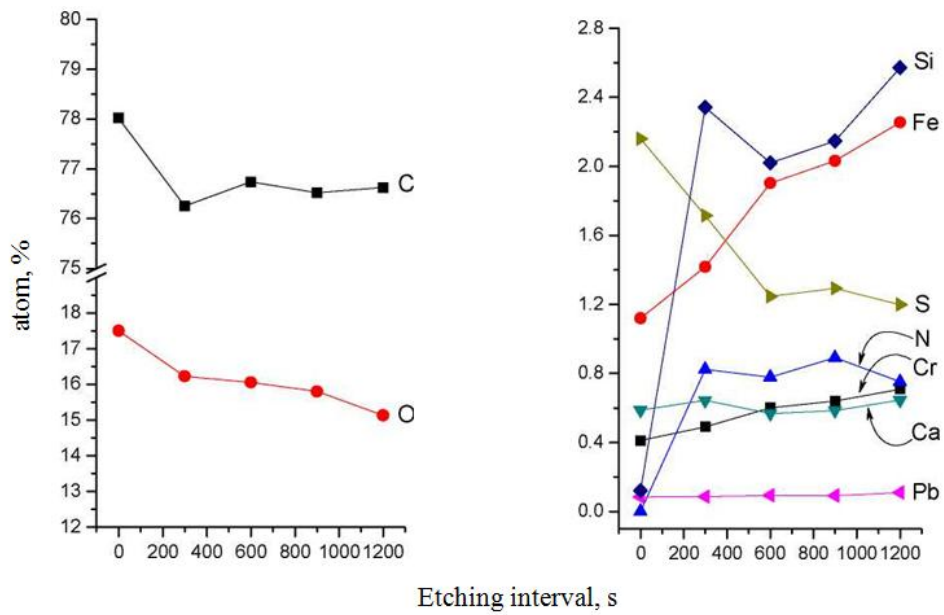 80
79
78
77
76
75
17
18
16
15
14
13
12
C
O
0 200 400 600 800 1000 1200
atom, %
2.8
2.4
2.0
1.6
1.2
0.8
0.4
0.0
Si
Fe
S
N
Cr
Ca
Pb
0 200 400 600 800 1000 1200
Etching interval, s